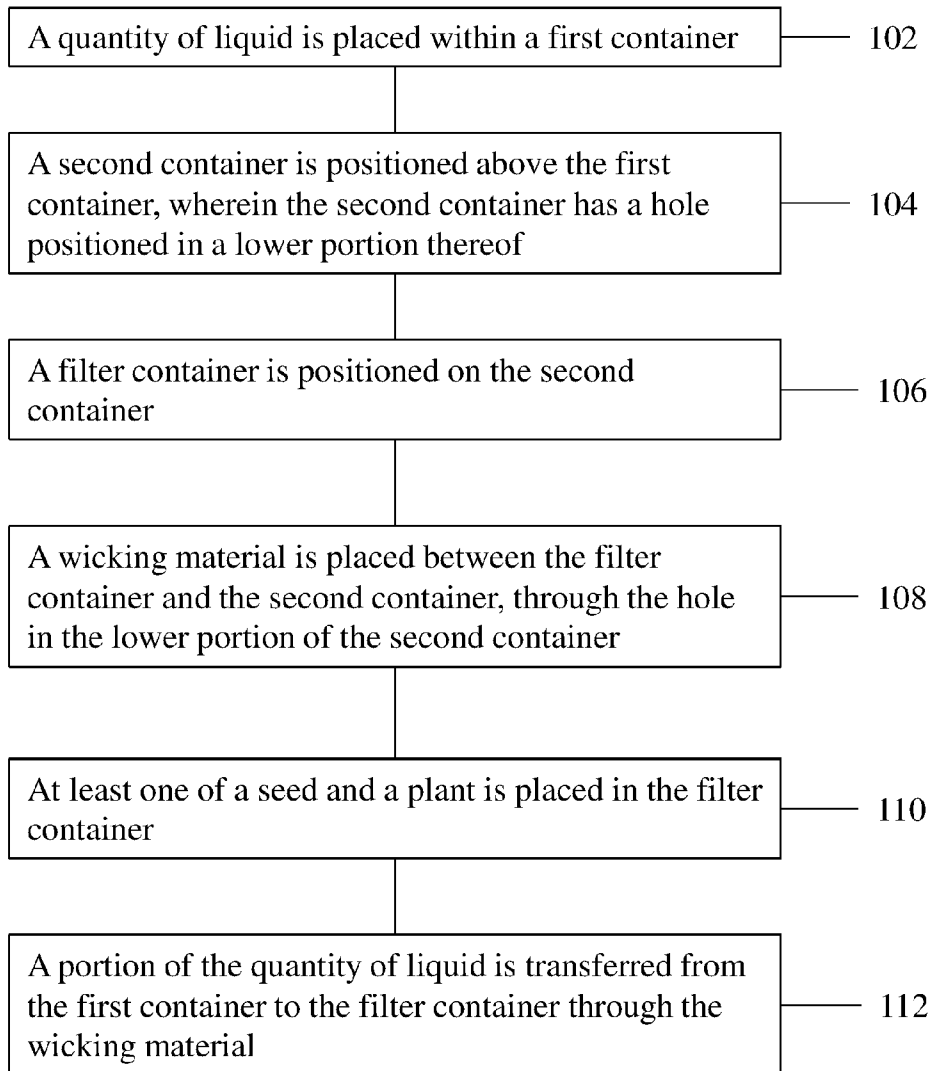 A quantity of liquid is placed within a first container
102
A second container is positioned above the first
container, wherein the second container has a hole
positioned in a lower portion thereof
104
A filter container is positioned on the second
container
106
A wicking material is placed between the filter
container and the second container, through the hole
in the lower portion of the second container
108
At least one of a seed and a plant is placed in the filter
container
110
A portion of the quantity of liquid is transferred from
the first container to the filter container through the
wicking material
112